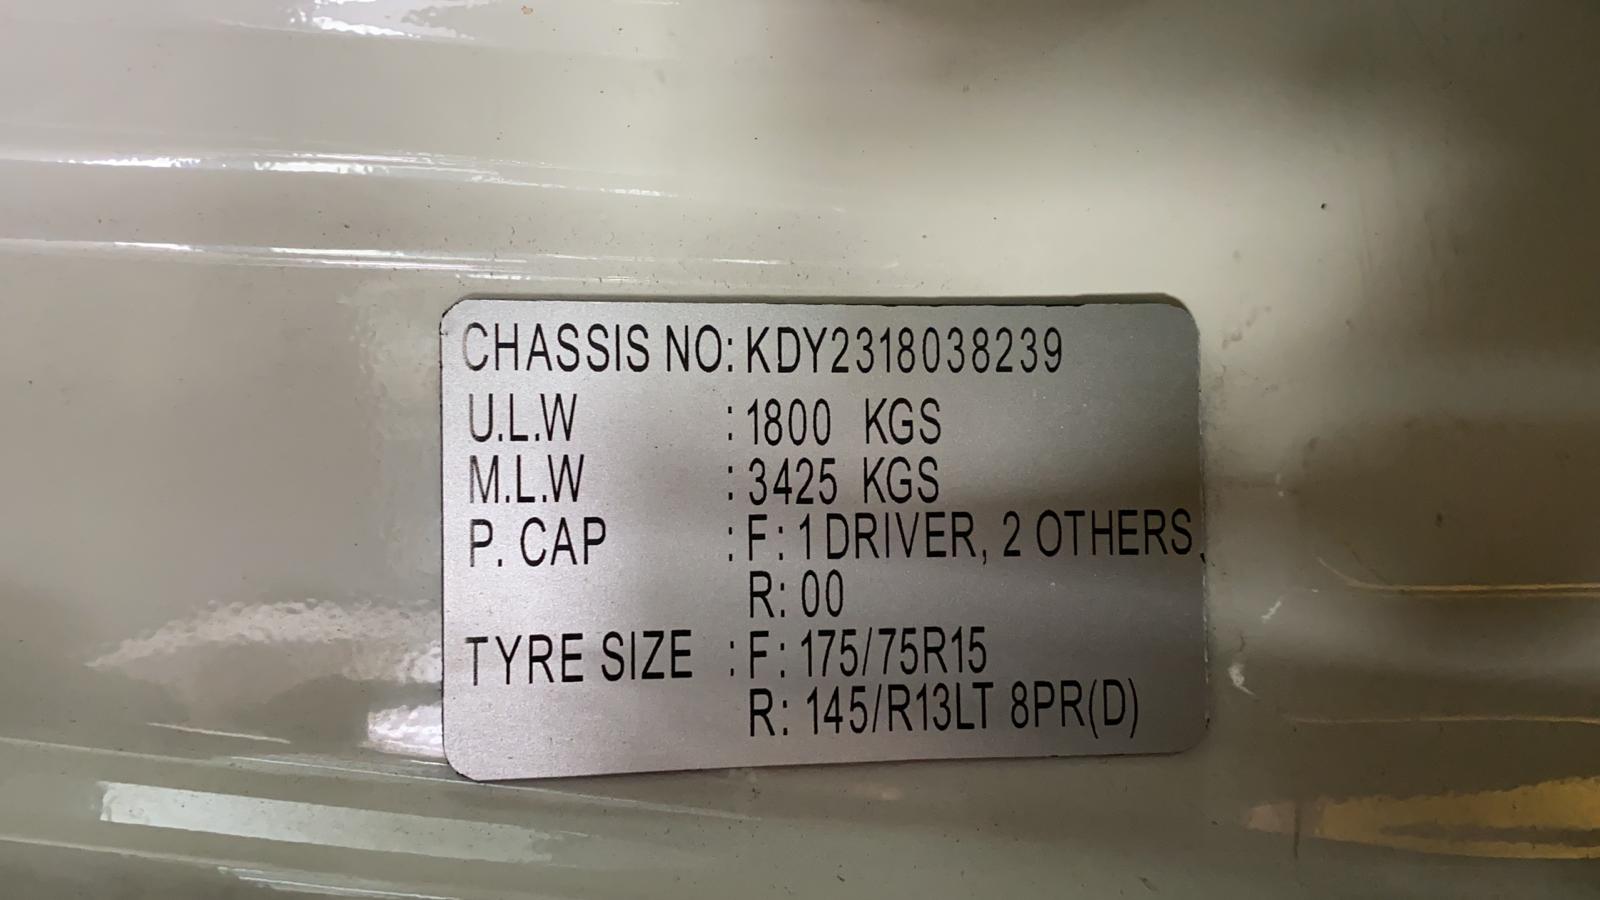 CHASSIS NO: KDY2318038239
U.L.W : 1800 KGS
M.L.W : 3425 KGS
P. CAP : F: 1 DRIVER, 2 OTHERS.
R: 00
TYRE SIZE : F: 175/75R15
R: 145/R13LT 8PR(D)